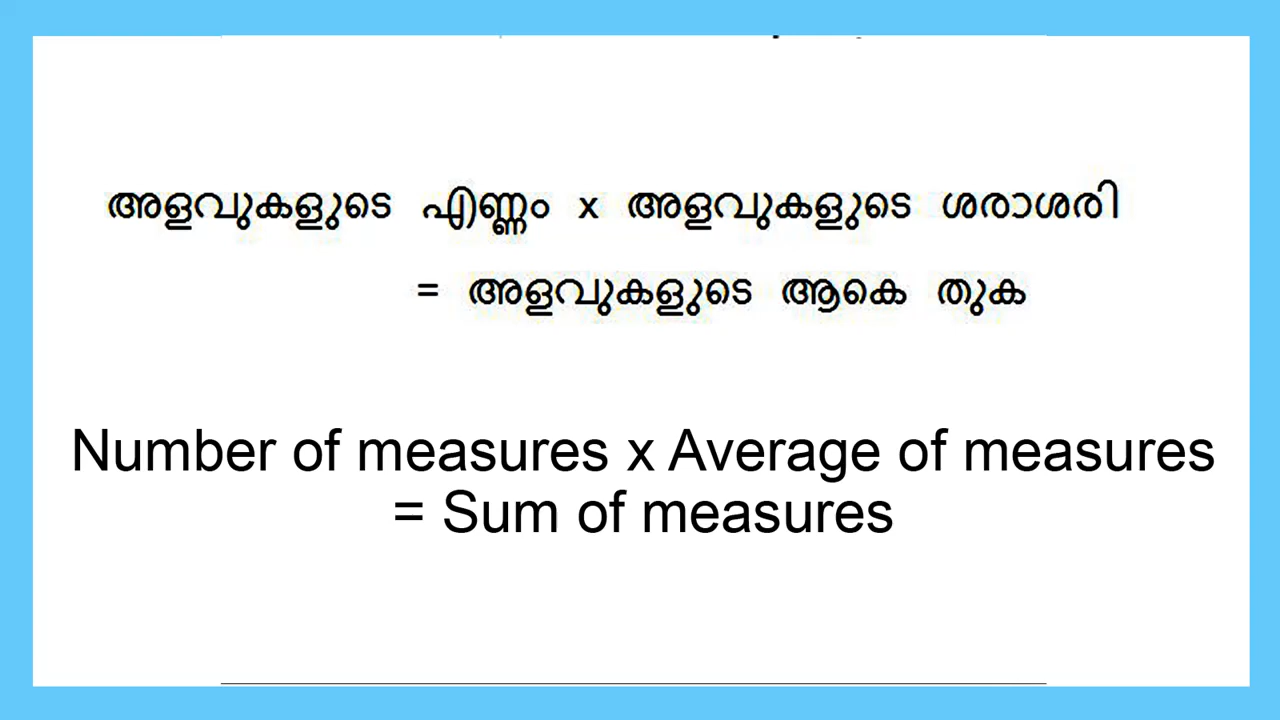 അളവുകളുടെ എണ്ണം x അളവുകളുടെ ശരാശരി
= അളവുകളുടെ ആകെ തുക
Number of measures x Average of measures
= Sum of measures